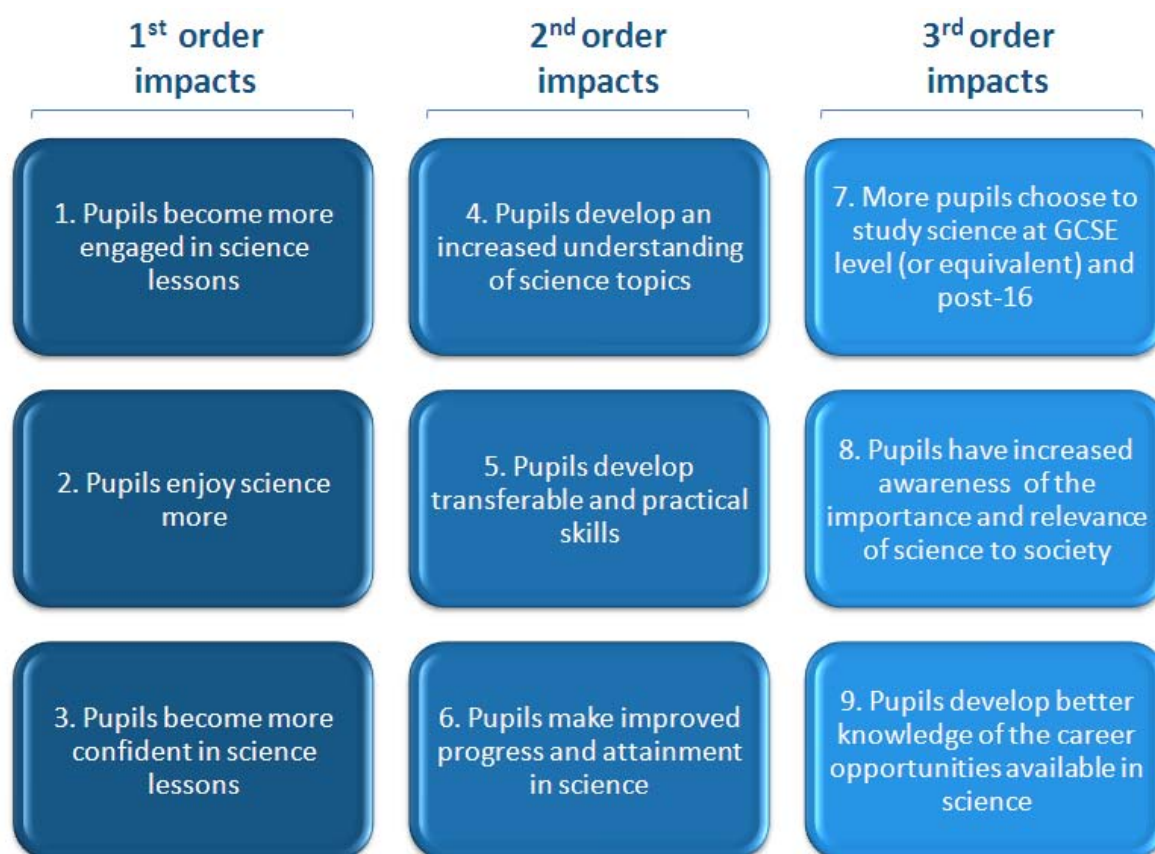 1st order
impacts
2nd order
impacts
3rd order
impacts
1. Pupils become more
engaged in science
lessons
4. Pupils develop an
increased understanding
of science topics
7. More pupils choose to
study science at GCSE
level (or equivalent) and
post-16
2. Pupils enjoy science
more
5. Pupils develop
transferable and practical
skills
8. Pupils have increased
awareness of the
importance and relevance
of science to society
3. Pupils become more
confident in science
lessons
6. Pupils make improved
progress and attainment
in science
9. Pupils develop better
knowledge of the career
opportunities available in
science